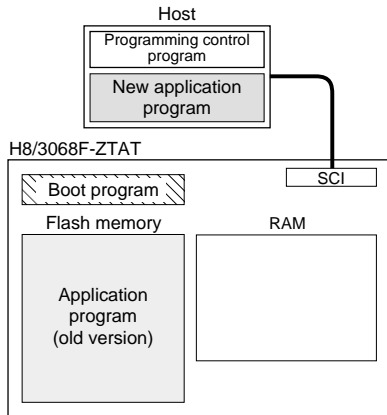 Host
Programming control
program
New application
program
H8/3068F-ZTAT
SCI
Boot program
Flash memory
RAM
Application
program
(old version)